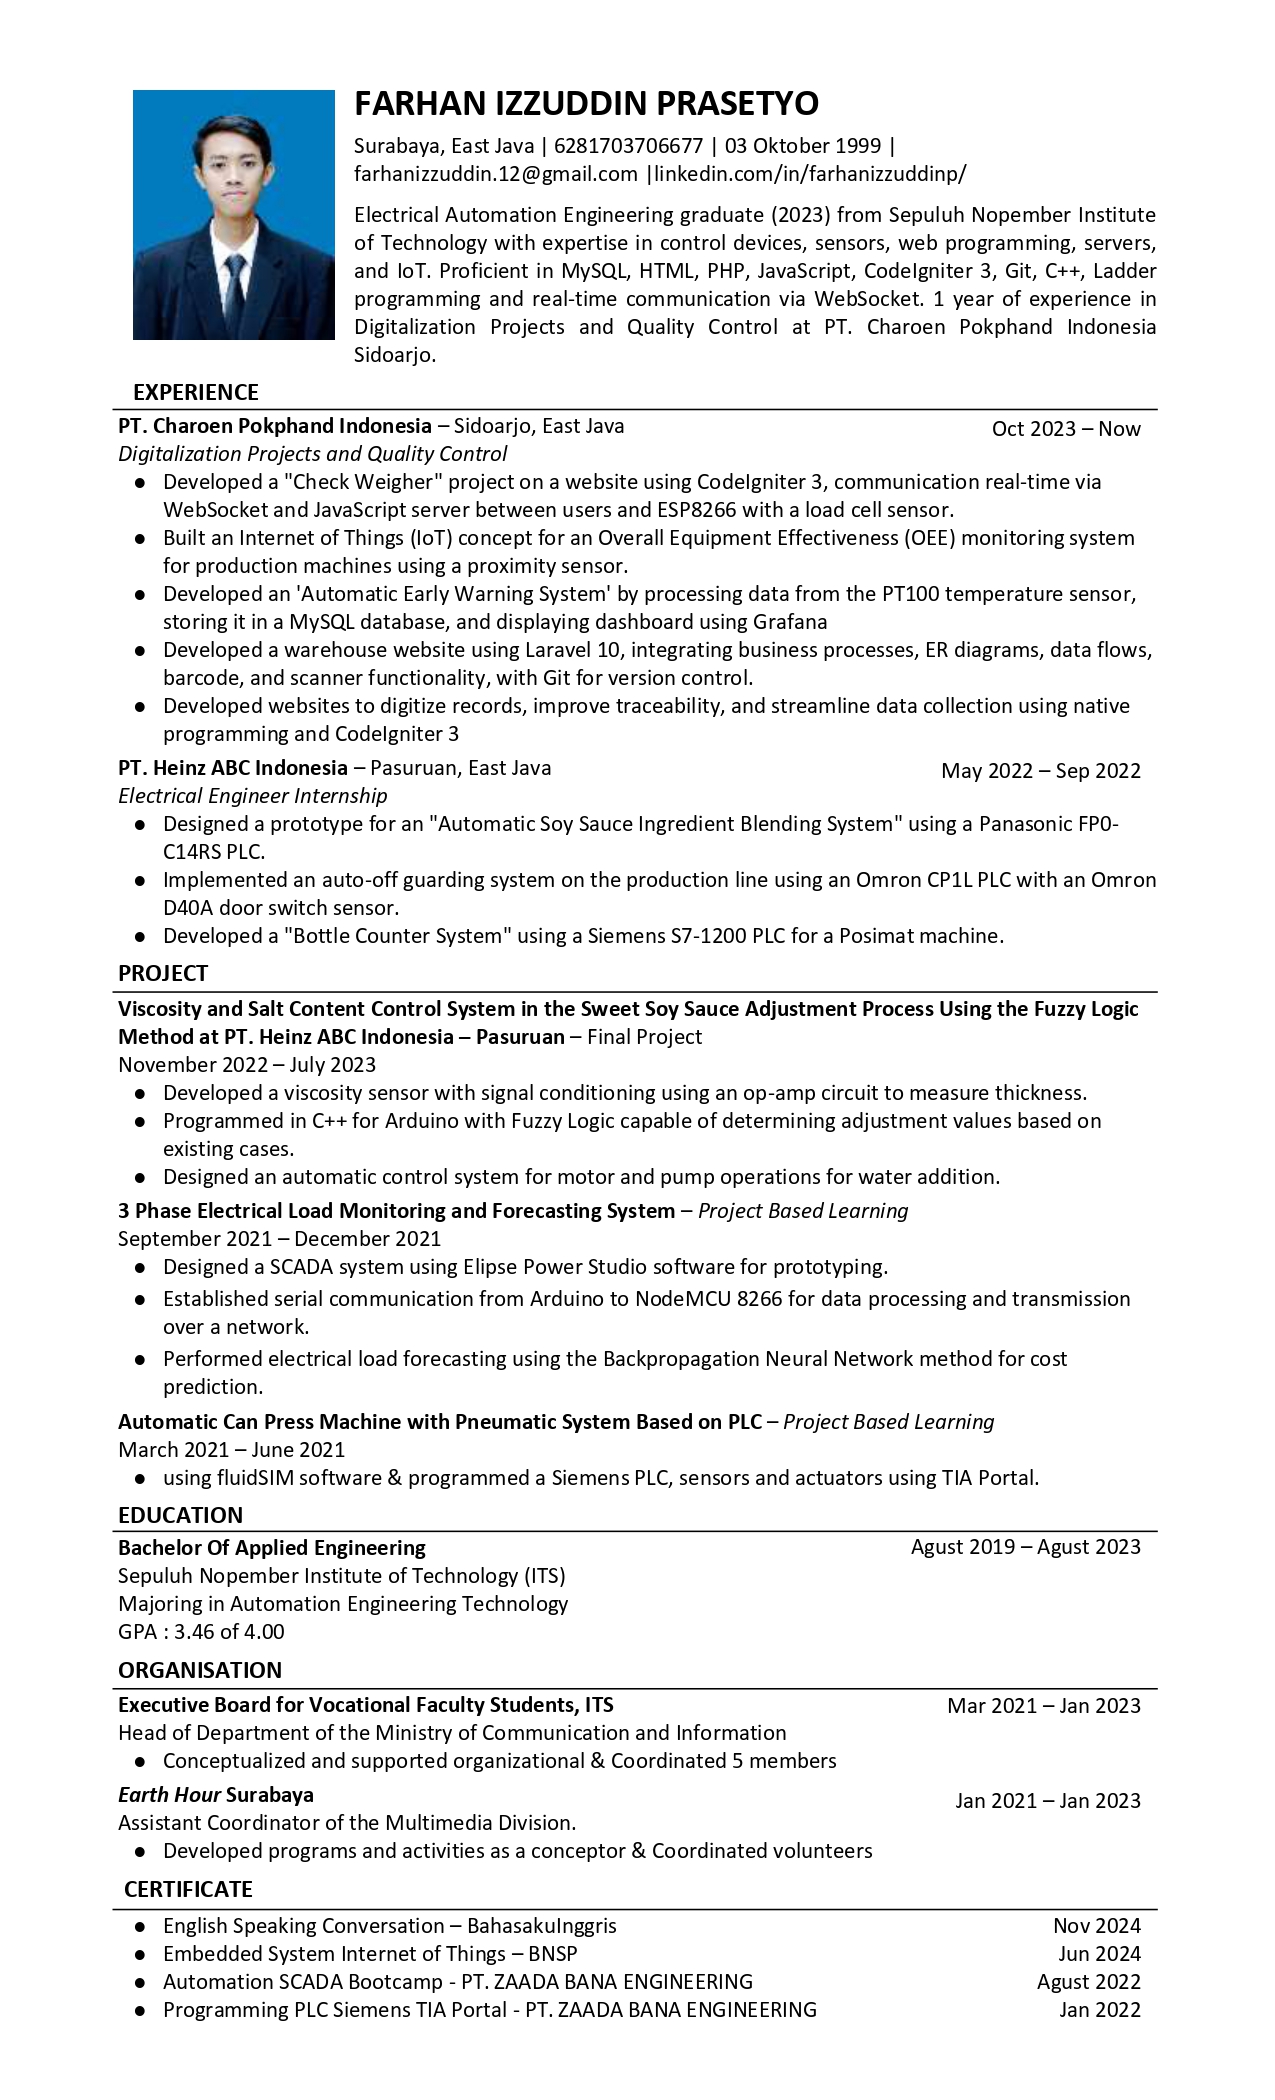 FARHAN IZZUDDIN PRASETYO
Surabaya, East Java | 6281703706677 | 03 Oktober 1999 |
farhanizzuddin.12@gmail.com |linkedin.com/in/farhanizzuddinp/
Electrical Automation Engineering graduate (2023) from Sepuluh Nopember Institute
of Technology with expertise in control devices, sensors, web programming, servers,
and IoT. Proficient in MySQL, HTML, PHP, JavaScript, CodeIgniter 3, Git, C++, Ladder
programming and real-time communication via WebSocket. 1 year of experience in
Digitalization Projects and Quality Control at PT. Charoen Pokphand Indonesia
Sidoarjo.
EXPERIENCE
PT. Charoen Pokphand Indonesia – Sidoarjo, East Java Oct 2023 – Now
Digitalization Projects and Quality Control
● Developed a "Check Weigher" project on a website using CodeIgniter 3, communication real-time via
WebSocket and JavaScript server between users and ESP8266 with a load cell sensor.
● Built an Internet of Things (IoT) concept for an Overall Equipment Effectiveness (OEE) monitoring system
for production machines using a proximity sensor.
● Developed an 'Automatic Early Warning System' by processing data from the PT100 temperature sensor,
storing it in a MySQL database, and displaying dashboard using Grafana
● Developed a warehouse website using Laravel 10, integrating business processes, ER diagrams, data flows,
barcode, and scanner functionality, with Git for version control.
● Developed websites to digitize records, improve traceability, and streamline data collection using native
programming and CodeIgniter 3
PT. Heinz ABC Indonesia – Pasuruan, East Java May 2022 – Sep 2022
Electrical Engineer Internship
● Designed a prototype for an "Automatic Soy Sauce Ingredient Blending System" using a Panasonic FP0-
C14RS PLC.
● Implemented an auto-off guarding system on the production line using an Omron CP1L PLC with an Omron
D40A door switch sensor.
● Developed a "Bottle Counter System" using a Siemens S7-1200 PLC for a Posimat machine.
PROJECT
Viscosity and Salt Content Control System in the Sweet Soy Sauce Adjustment Process Using the Fuzzy Logic
Method at PT. Heinz ABC Indonesia – Pasuruan – Final Project
November 2022 – July 2023
● Developed a viscosity sensor with signal conditioning using an op-amp circuit to measure thickness.
● Programmed in C++ for Arduino with Fuzzy Logic capable of determining adjustment values based on
existing cases.
● Designed an automatic control system for motor and pump operations for water addition.
3 Phase Electrical Load Monitoring and Forecasting System – Project Based Learning
September 2021 – December 2021
● Designed a SCADA system using Elipse Power Studio software for prototyping.
● Established serial communication from Arduino to NodeMCU 8266 for data processing and transmission
over a network.
● Performed electrical load forecasting using the Backpropagation Neural Network method for cost
prediction.
Automatic Can Press Machine with Pneumatic System Based on PLC – Project Based Learning
March 2021 – June 2021
● using fluidSIM software & programmed a Siemens PLC, sensors and actuators using TIA Portal.
EDUCATION
Bachelor Of Applied Engineering Agust 2019 – Agust 2023
Sepuluh Nopember Institute of Technology (ITS)
Majoring in Automation Engineering Technology
GPA : 3.46 of 4.00
ORGANISATION
Executive Board for Vocational Faculty Students, ITS Mar 2021 – Jan 2023
Head of Department of the Ministry of Communication and Information
● Conceptualized and supported organizational & Coordinated 5 members
Earth Hour Surabaya Jan 2021 – Jan 2023
Assistant Coordinator of the Multimedia Division.
● Developed programs and activities as a conceptor & Coordinated volunteers
CERTIFICATE
● English Speaking Conversation – BahasakuInggris Nov 2024
● Embedded System Internet of Things – BNSP Jun 2024
● Automation SCADA Bootcamp - PT. ZAADA BANA ENGINEERING Agust 2022
● Programming PLC Siemens TIA Portal - PT. ZAADA BANA ENGINEERING Jan 2022